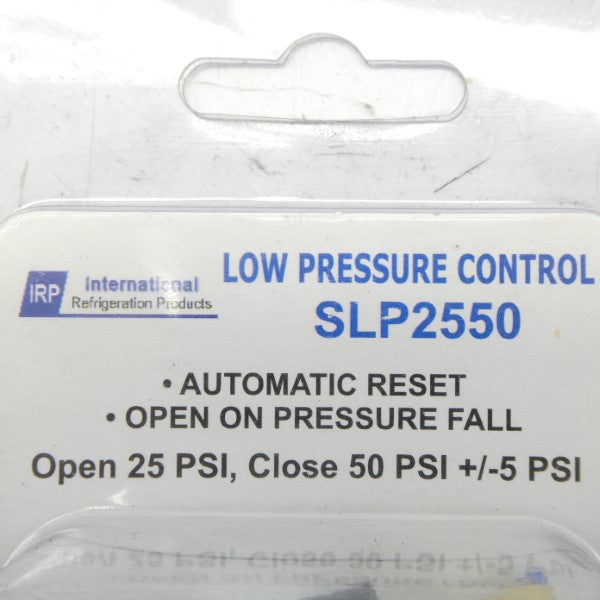 IRP International
Refrigeration Products
LOW PRESSURE CONTROL
SLP2550
• AUTOMATIC RESET
• OPEN ON PRESSURE FALL
Open 25 PSI, Close 50 PSI +/-5 PSI